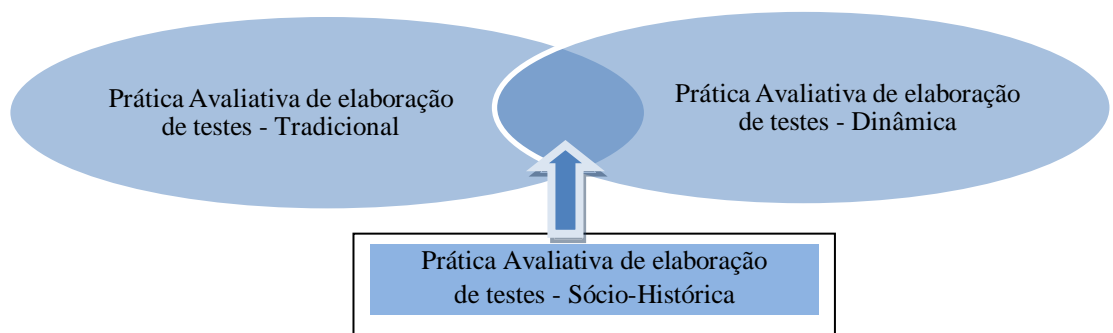 Prática Avaliativa de elaboração
de testes - Tradicional
Prática Avaliativa de elaboração
de testes - Dinâmica
Prática Avaliativa de elaboração
de testes - Sócio-Histórica